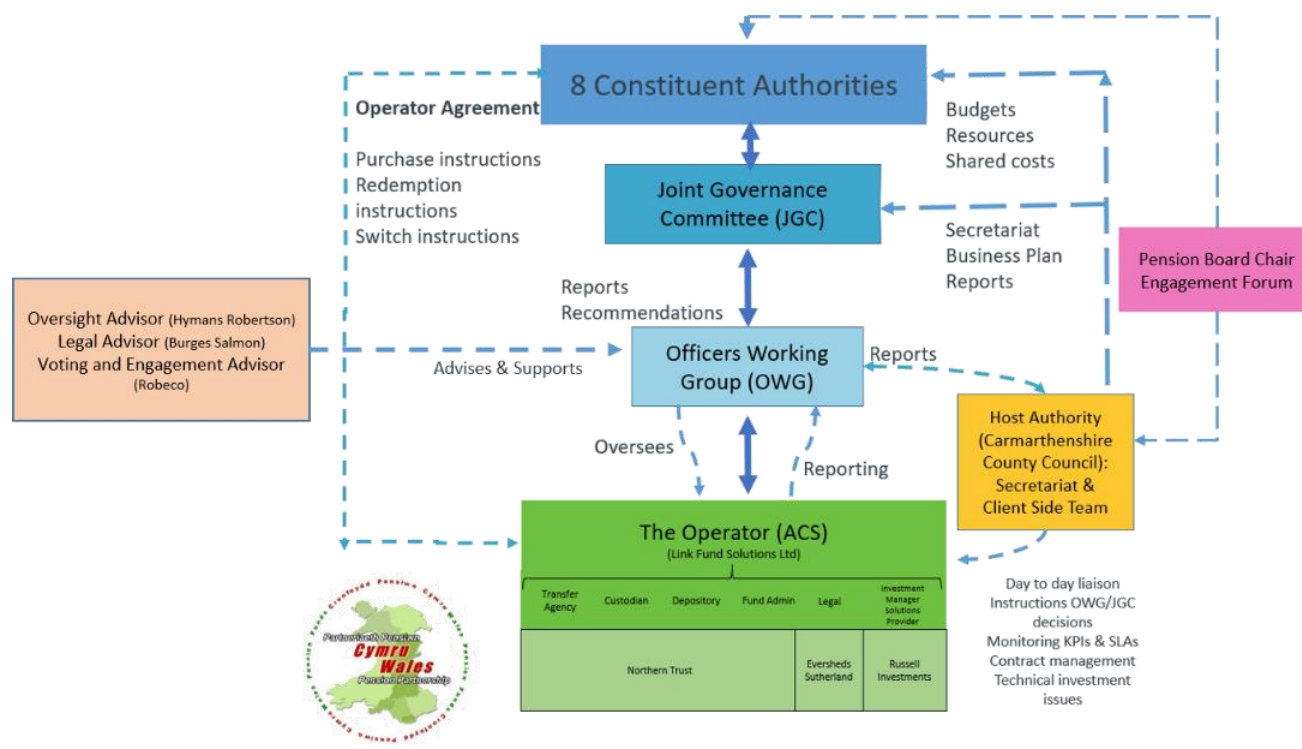 8 Constituent Authorities
Operator Agreement
Purchase instructions
Redemption
instructions
Switch instructions
Budgets
Resources
Shared costs
Joint Governance
Committee (JGC)
Secretariat
Business Plan
Reports
Pension Board Chair
Engagement Forum
Oversight Advisor (Hymans Robertson)
Legal Advisor (Burges Salmon)
Voting and Engagement Advisor
(Robeco)
Advises & Supports
Reports
Recommendations
Officers Working
Group (OWG)
Reports
Host Authority
(Carmarthenshire
County Council):
Secretariat &
Client Side Team
Oversees
Reporting
The Operator (ACS)
(Link Fund Solutions Ltd)
Transfer
Agency
Custodian
Depository
Fund Admin
Legal
Investment
Manager
Solutions
Provider
Northern Trust
Eversheds
Sutherland
Russell
Investments
Day to day liaison
Instructions OWG/JGC
decisions
Monitoring KPIs & SLAs
Contract management
Technical investment
issues
Partneriaeth Pensiwn
Cymru
Wales
Pension Partnership